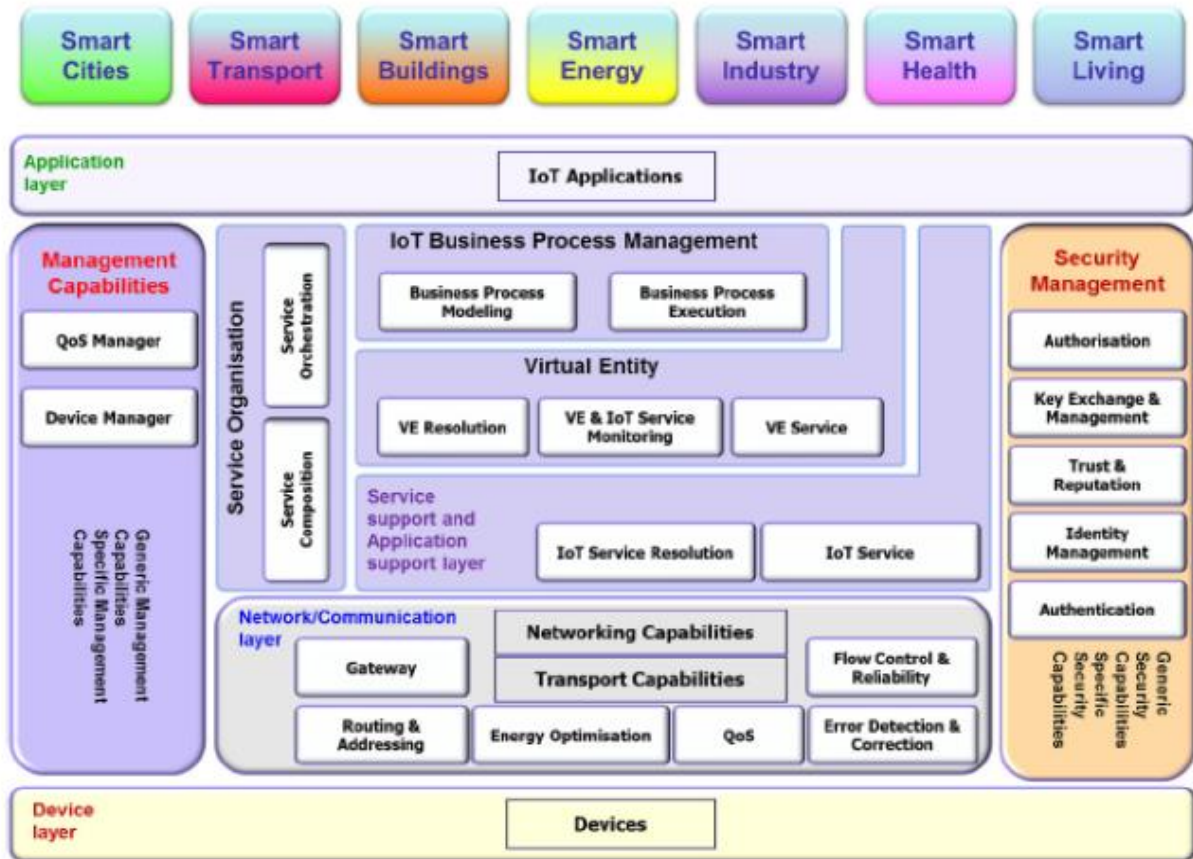 Smart
Cities
Smart
Transport
Smart
Buildings
Smart
Energy
Smart
Industry
Smart
Health
Smart
Living
Application
layer
IoT Applications
Management
Capabilities
QoS Manager
Device Manager
Generic Management
Capabilities
Specific Management
Capabilities
Service Organisation
Service
Orchestration
Service
Composition
IoT Business Process Management
Business Process
Modeling
Business Process
Execution
Virtual Entity
VE Resolution
VE & IoT Service
Monitoring
VE Service
Service
support and
Application
support layer
IoT Service Resolution
IoT Service
Network/Communication
layer
Networking Capabilities
Transport Capabilities
Gateway
Flow Control &
Reliability
Routing &
Addressing
Energy Optimisation
QoS
Error Detection &
Correction
Security
Management
Authorisation
Key Exchange &
Management
Trust &
Reputation
Identity
Management
Authentication
Generic
Security
Capabilities
Specific
Security
Capabilities
Device
layer
Devices